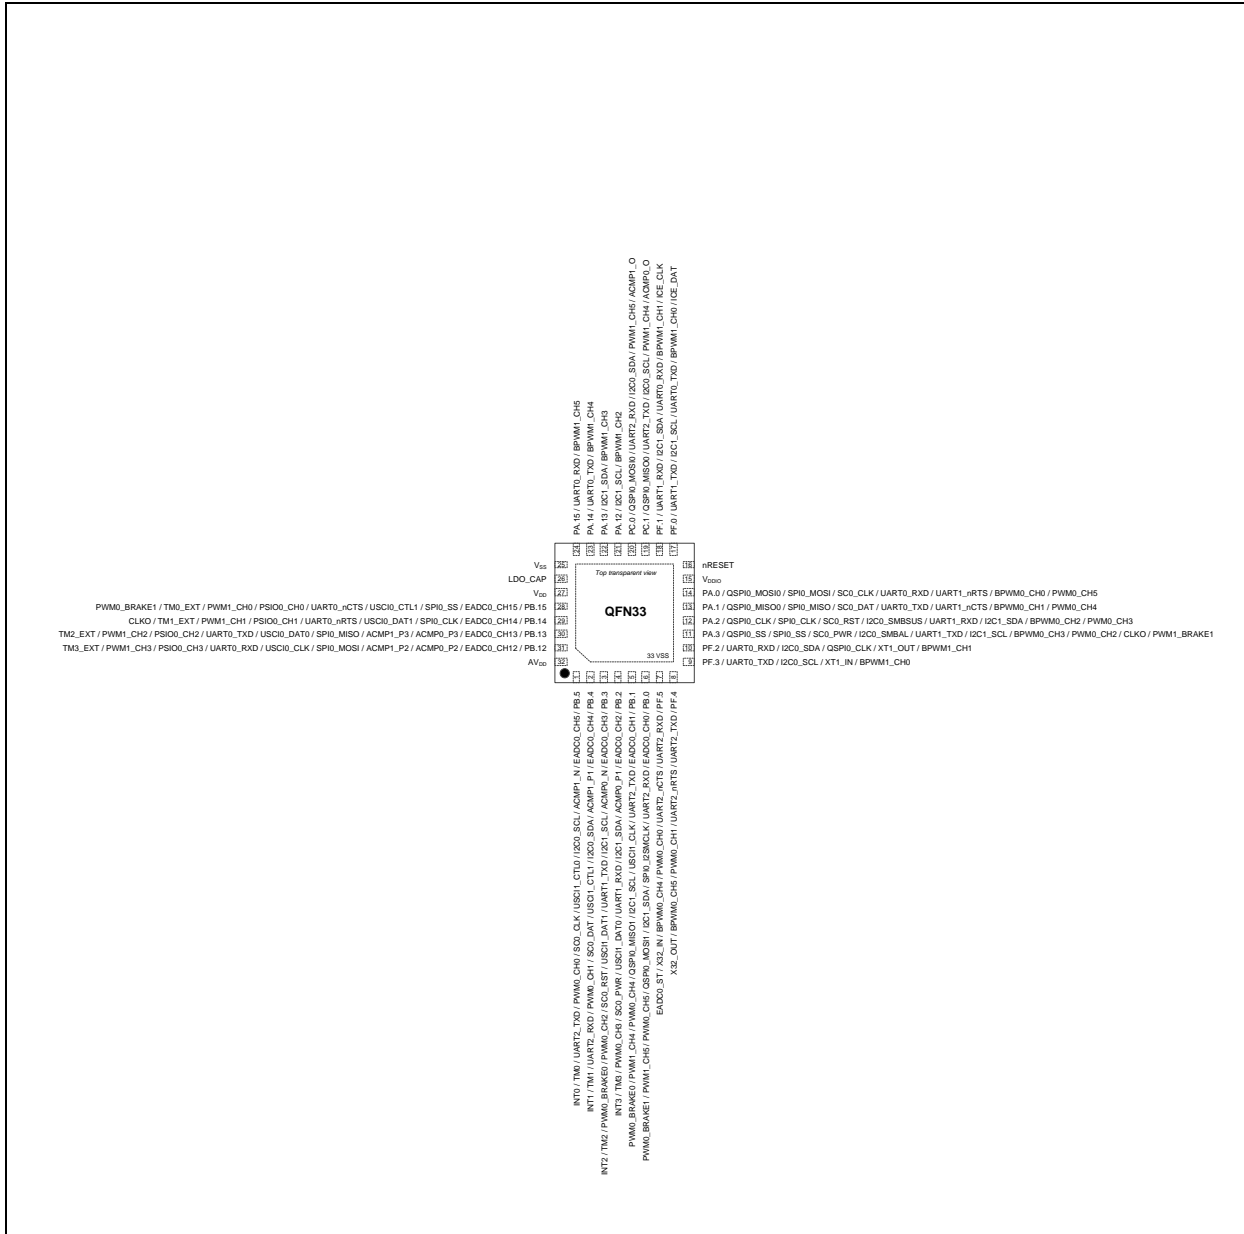 PA.15 / UART0_RXD / BPWM1_CH5
PA.14 / UART0_TXD / BPWM1_CH4
PA.13 / I2C1_SDA / BPWM1_CH3
PA.12 / I2C1_SCL / BPWM1_CH2
PC.0 / QSPI0_MOSI0 / UART2_RXD / I2C0_SDA / PWM1_CH5 / ACMP1_O
PC.1 / QSPI0_MISO0 / UART2_TXD / I2C0_SCL / PWM1_CH4 / ACMP0_O
PF.1 / UART1_RXD / I2C1_SDA / UART0_RXD / BPWM1_CH1 / ICE_CLK
PF.0 / UART1_TXD / I2C1_SCL / UART0_TXD / BPWM1_CH0 / ICE_DAT
24 23 22 21 20 19 18 17
VSS 25
LDO_CAP 26
VDD 27
PWM0_BRAKE1 / TM0_EXT / PWM1_CH0 / PSIO0_CH0 / UART0_nCTS / USCI0_CTL1 / SPI0_SS / EADC0_CH15 / PB.15 28
CLKO / TM1_EXT / PWM1_CH1 / PSIO0_CH1 / UART0_nRTS / USCI0_DAT1 / SPI0_CLK / EADC0_CH14 / PB.14 29
TM2_EXT / PWM1_CH2 / PSIO0_CH2 / UART0_TXD / USCI0_DAT0 / SPI0_MISO / ACMP1_P3 / ACMP0_P3 / EADC0_CH13 / PB.13 30
TM3_EXT / PWM1_CH3 / PSIO0_CH3 / UART0_RXD / USCI0_CLK / SPI0_MOSI / ACMP1_P2 / ACMP0_P2 / EADC0_CH12 / PB.12 31
AVDD 32
Top transparent view
QFN33
33 VSS
16 nRESET
15 VDDIO
14 PA.0 / QSPI0_MOSI0 / SPI0_MOSI / SC0_CLK / UART0_RXD / UART1_nRTS / BPWM0_CH0 / PWM0_CH5
13 PA.1 / QSPI0_MISO0 / SPI0_MISO / SC0_DAT / UART0_TXD / UART1_nCTS / BPWM0_CH1 / PWM0_CH4
12 PA.2 / QSPI0_CLK / SPI0_CLK / SC0_RST / I2C0_SMBSUS / UART1_RXD / I2C1_SDA / BPWM0_CH2 / PWM0_CH3
11 PA.3 / QSPI0_SS / SPI0_SS / SC0_PWR / I2C0_SMBAL / UART1_TXD / I2C1_SCL / BPWM0_CH3 / PWM0_CH2 / CLKO / PWM1_BRAKE1
10 PF.2 / UART0_RXD / I2C0_SDA / QSPI0_CLK / XT1_OUT / BPWM1_CH1
9 PF.3 / UART0_TXD / I2C0_SCL / XT1_IN / BPWM1_CH0
1 2 3 4 5 6 7 8
INT0 / TM0 / UART2_TXD / PWM0_CH0 / SC0_CLK / USCI1_CTL0 / I2C0_SCL / ACMP1_N / EADC0_CH5 / PB.5
INT1 / TM1 / UART2_RXD / PWM0_CH1 / SC0_DAT / USCI1_CTL1 / I2C0_SDA / ACMP1_P1 / EADC0_CH4 / PB.4
INT2 / TM2 / PWM0_BRAKE0 / PWM0_CH2 / SC0_RST / USCI1_DAT1 / UART1_TXD / I2C1_SCL / ACMP0_N / EADC0_CH3 / PB.3
INT3 / TM3 / PWM0_CH3 / SC0_PWR / USCI1_DAT0 / UART1_RXD / I2C1_SDA / ACMP0_P1 / EADC0_CH2 / PB.2
PWM0_BRAKE0 / PWM1_CH4 / PWM0_CH4 / QSPI0_MISO1 / I2C1_SCL / USCI1_CLK / UART2_TXD / EADC0_CH1 / PB.1
PWM0_BRAKE1 / PWM1_CH5 / PWM0_CH5 / QSPI0_MOSI1 / I2C1_SDA / SPI0_I2SMCLK / UART2_RXD / EADC0_CH0 / PB.0
EADC0_ST / X32_IN / BPWM0_CH4 / PWM0_CH0 / UART2_nCTS / UART2_RXD / PF.5
X32_OUT / BPWM0_CH5 / PWM0_CH1 / UART2_nRTS / UART2_TXD / PF.4